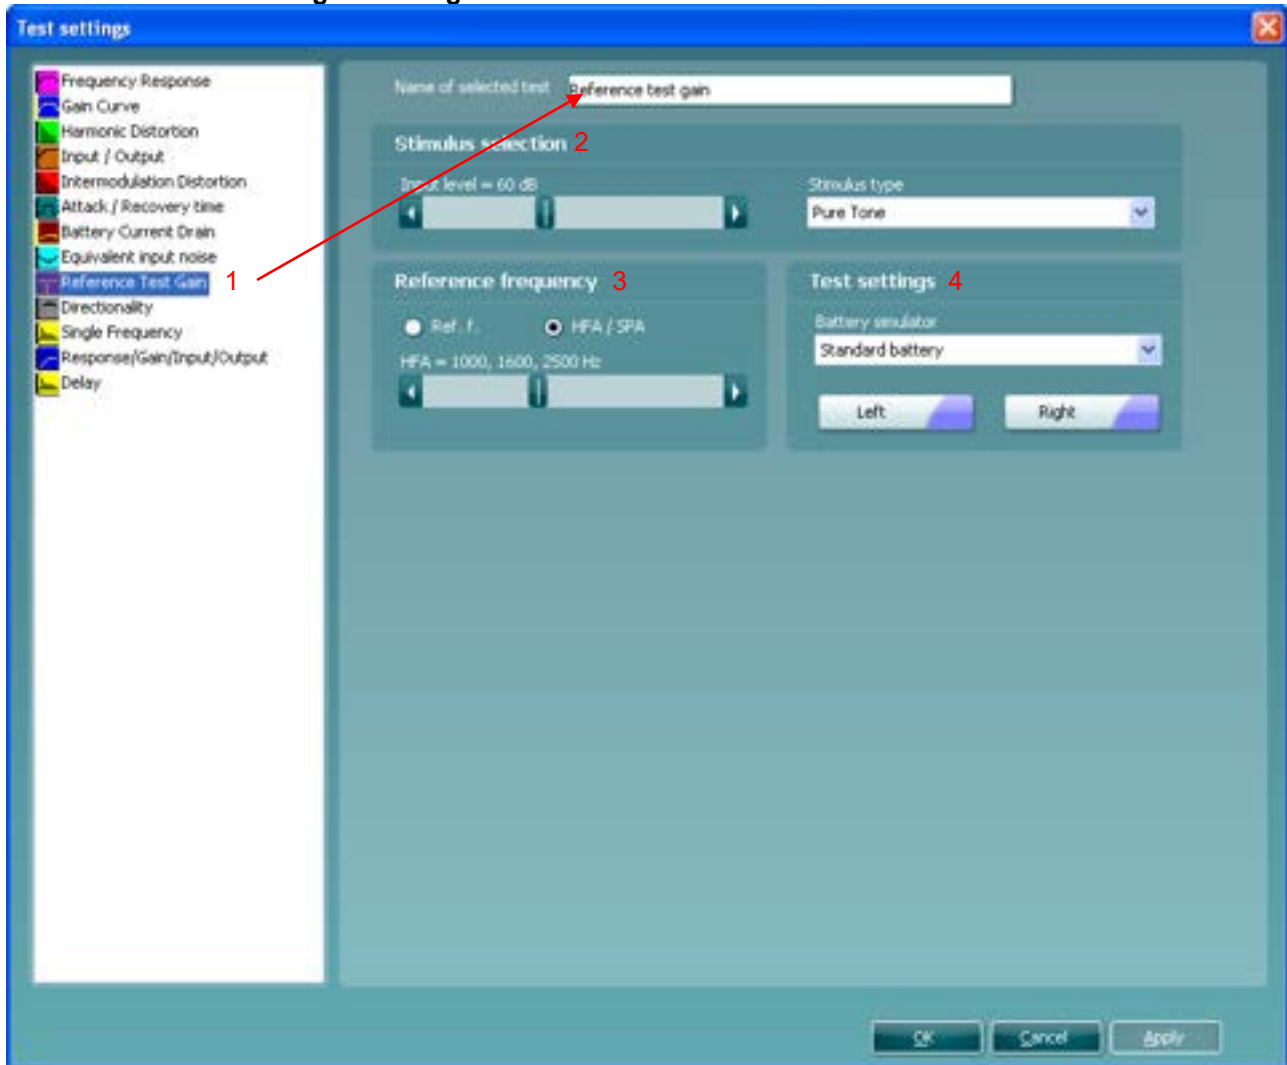 Test settings
Frequency Response
Gain Curve
Harmonic Distortion
Input / Output
Intermodulation Distortion
Attack / Recovery time
Battery Current Drain
Equivalent input noise
Reference Test Gain 1
Directionality
Single Frequency
Response/Gain/Input/Output
Delay
Name of selected test Reference test gain
Stimulus selection 2
Input level = 60 dB
Stimulus type
Pure Tone
Reference frequency 3
Ref. f. HFA / SPA
HFA = 1000, 1600, 2500 Hz
Test settings 4
Battery simulator
Standard battery
Left Right
OK Cancel Apply